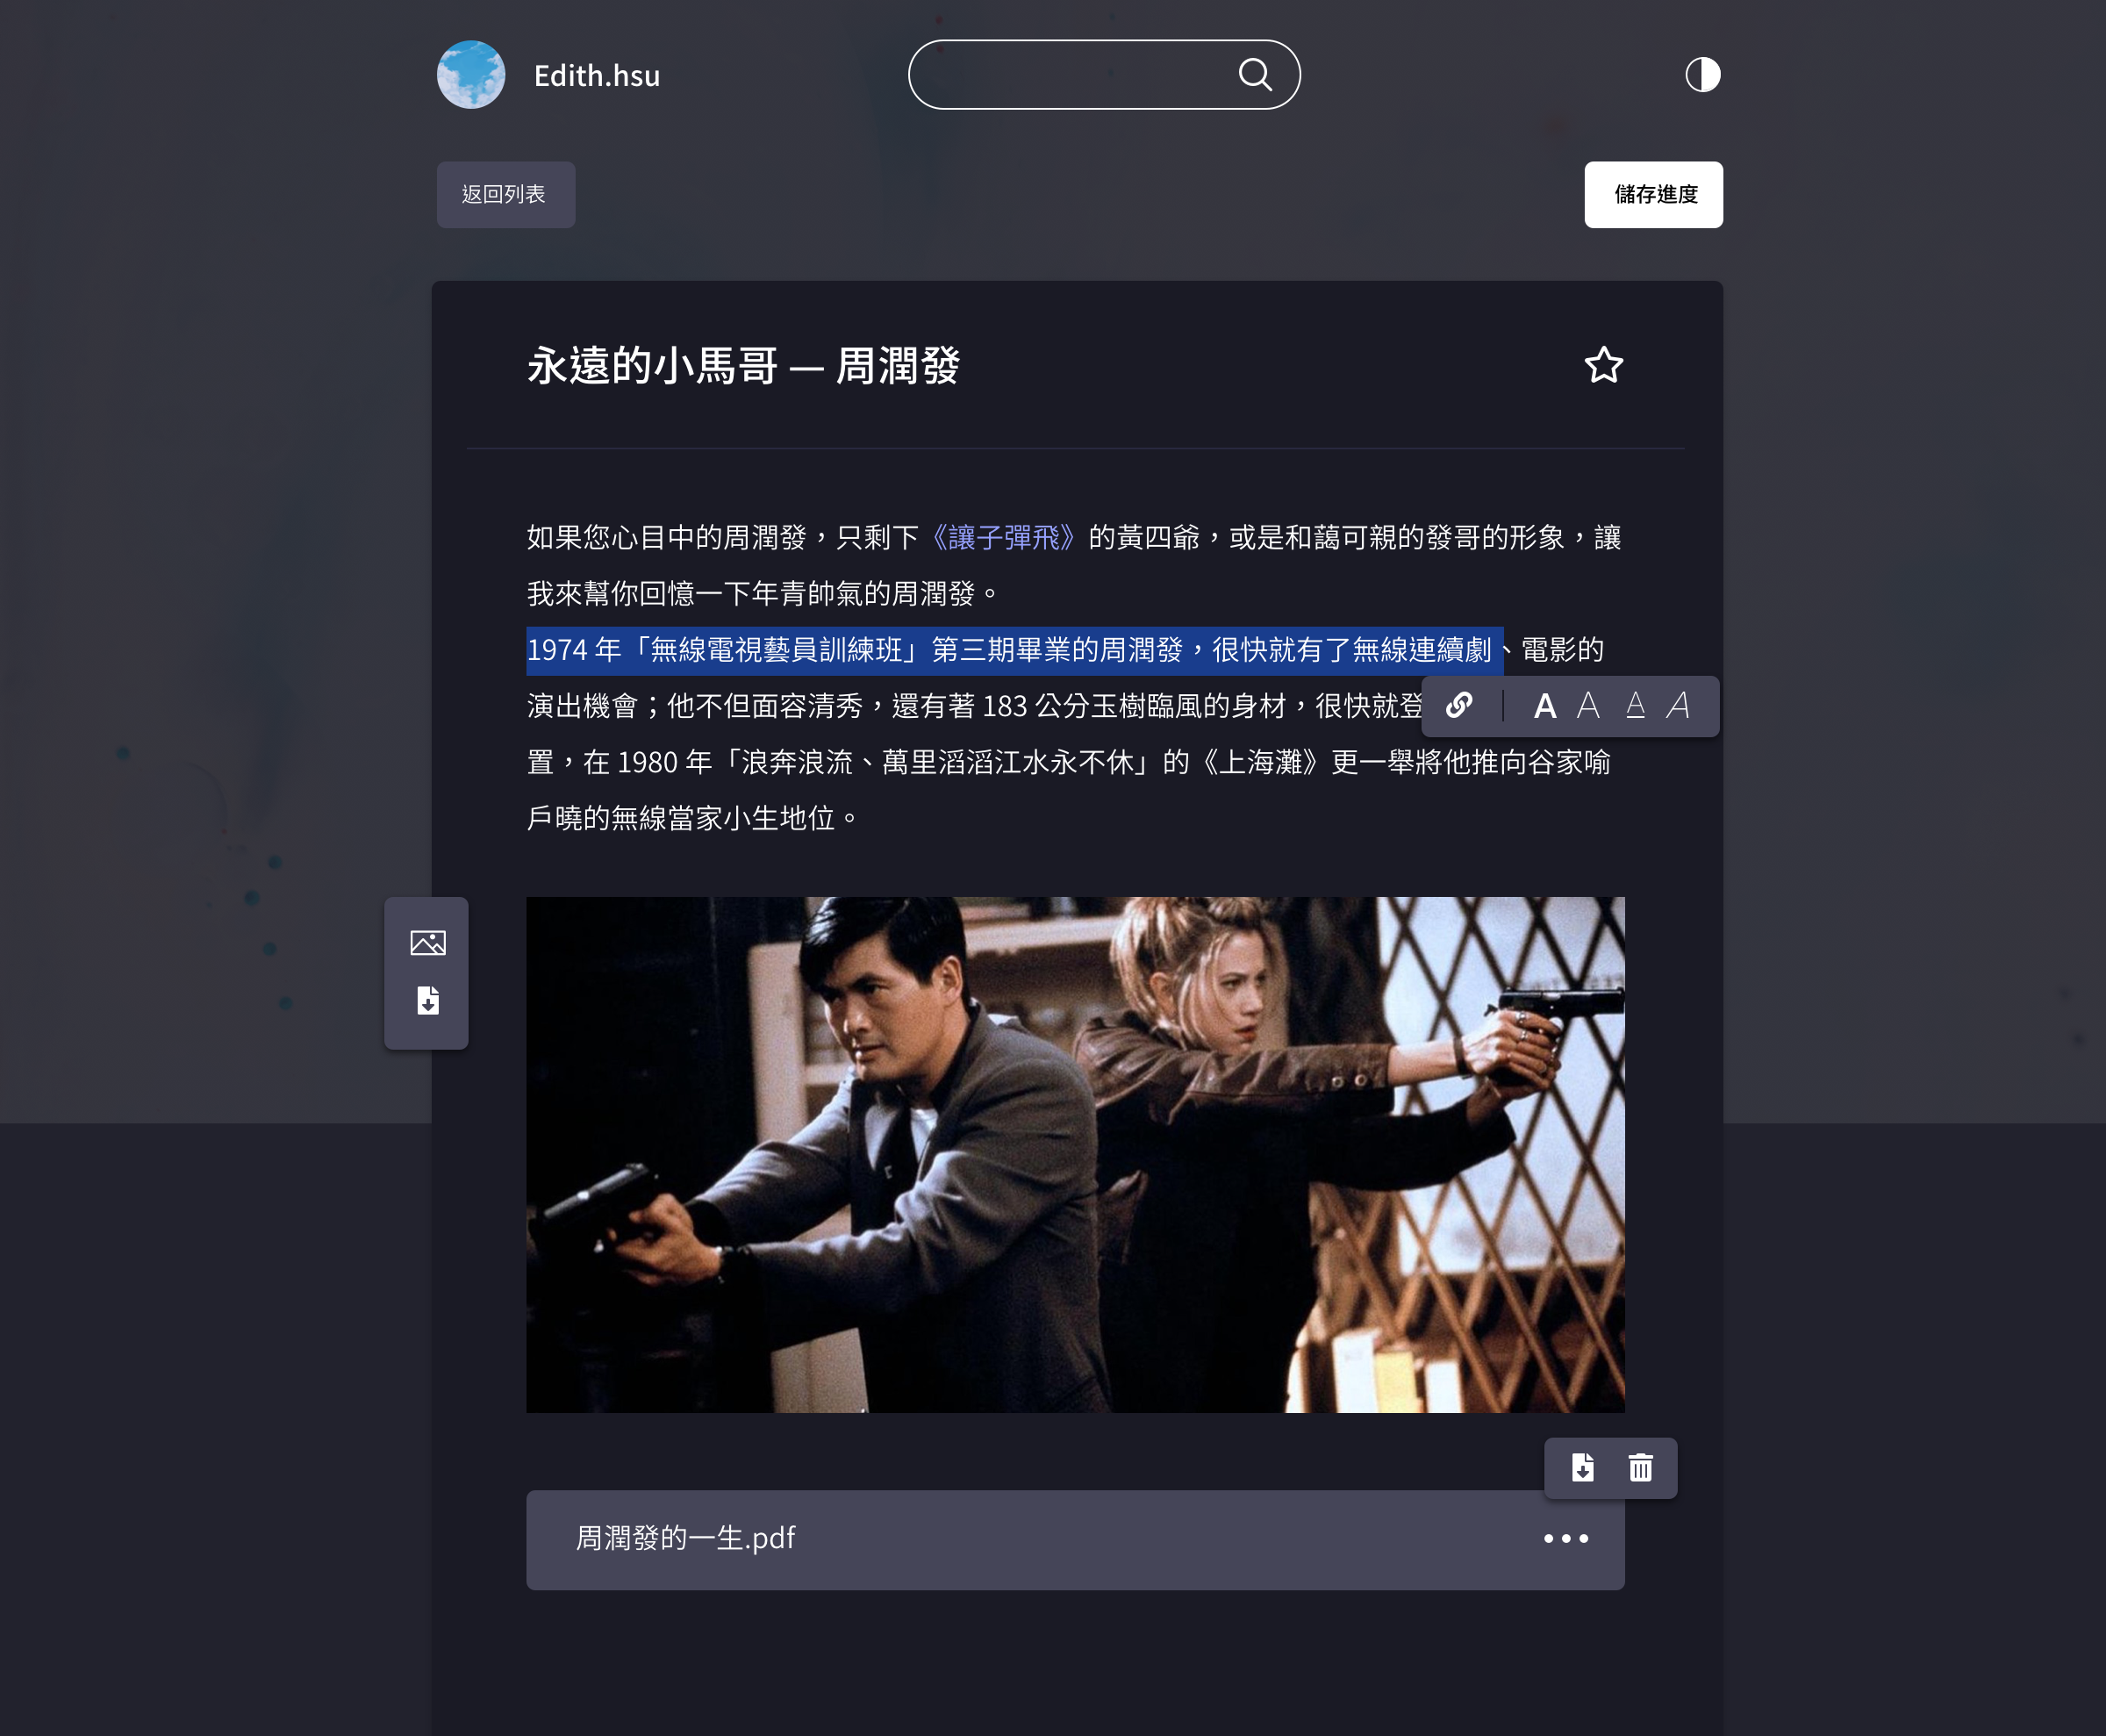 Edith.hsu
返回列表
儲存進度
永遠的小馬哥 — 周潤發
如果您心目中的周潤發，只剩下《讓子彈飛》的黃四爺，或是和藹可親的發哥的形象，讓
我來幫你回憶一下年青帥氣的周潤發。
1974 年「無線電視藝員訓練班」第三期畢業的周潤發，很快就有了無線連續劇、電影的
演出機會；他不但面容清秀，還有著 183 公分玉樹臨風的身材，很快就登
A A A A
置，在 1980 年「浪奔浪流、萬里滔滔江水永不休」的《上海灘》更一舉將他推向谷家喻
戶曉的無線當家小生地位。
周潤發的一生.pdf